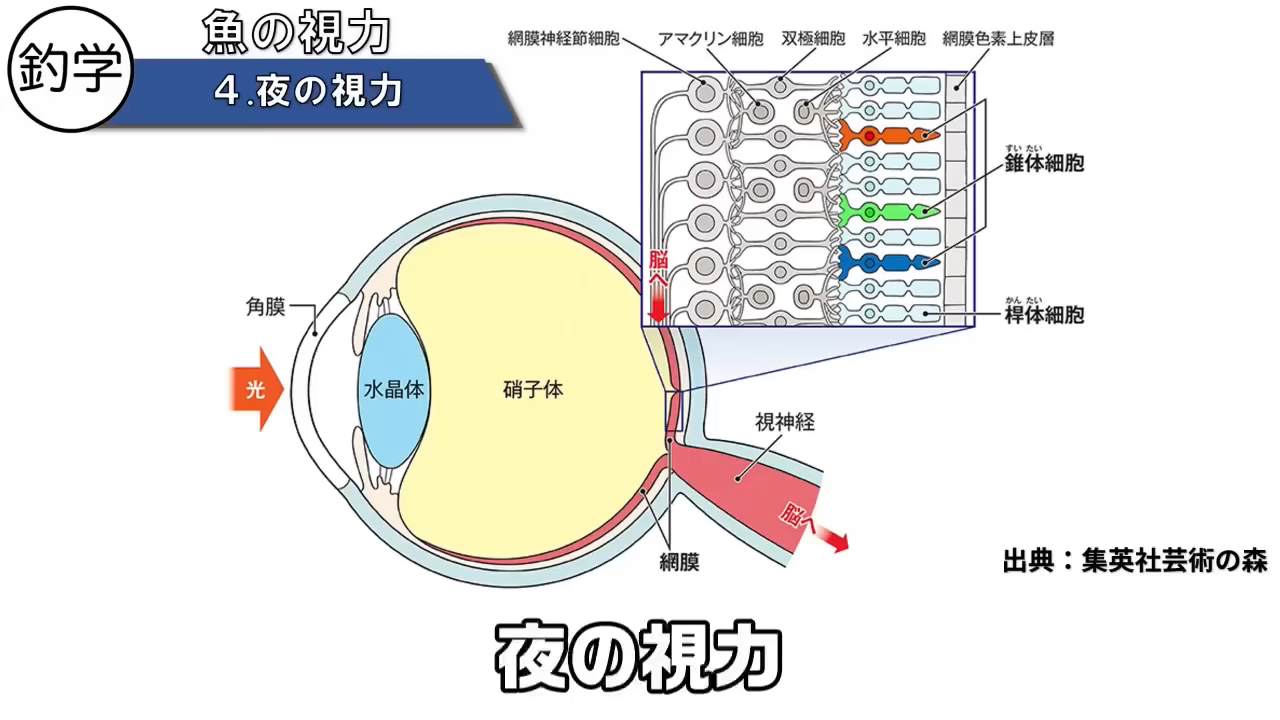 釣学
魚の視力
４.夜の視力
網膜神経節細胞
アマクリン細胞
双極細胞
水平細胞
網膜色素上皮層
すいたい
錐体細胞
かんたい
桿体細胞
脳へ
角膜
光
水晶体
硝子体
視神経
脳へ
網膜
出典：集英社芸術の森
夜の視力